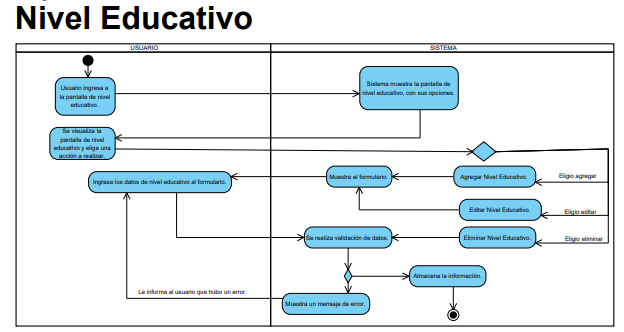 Nivel Educativo
USUARIO
SISTEMA
Usuario ingresa a
la pantalla de nivel
educativo.
Sistema muestra la pantalla de
nivel educativo, con sus opciones.
Se visualiza la
pantalla de nivel
educativo y elige una
acción a realizar.
Ingresa los datos de nivel educativo al formulario.
Muestra el formulario.
Agregar Nivel Educativo.
Eligio agregar
Editar Nivel Educativo.
Eligio editar
Se realiza validación de datos.
Eliminar Nivel Educativo.
Eligio eliminar
Almacena la información.
Le informa al usuario que hubo un error.
Muestra un mensaje de error.